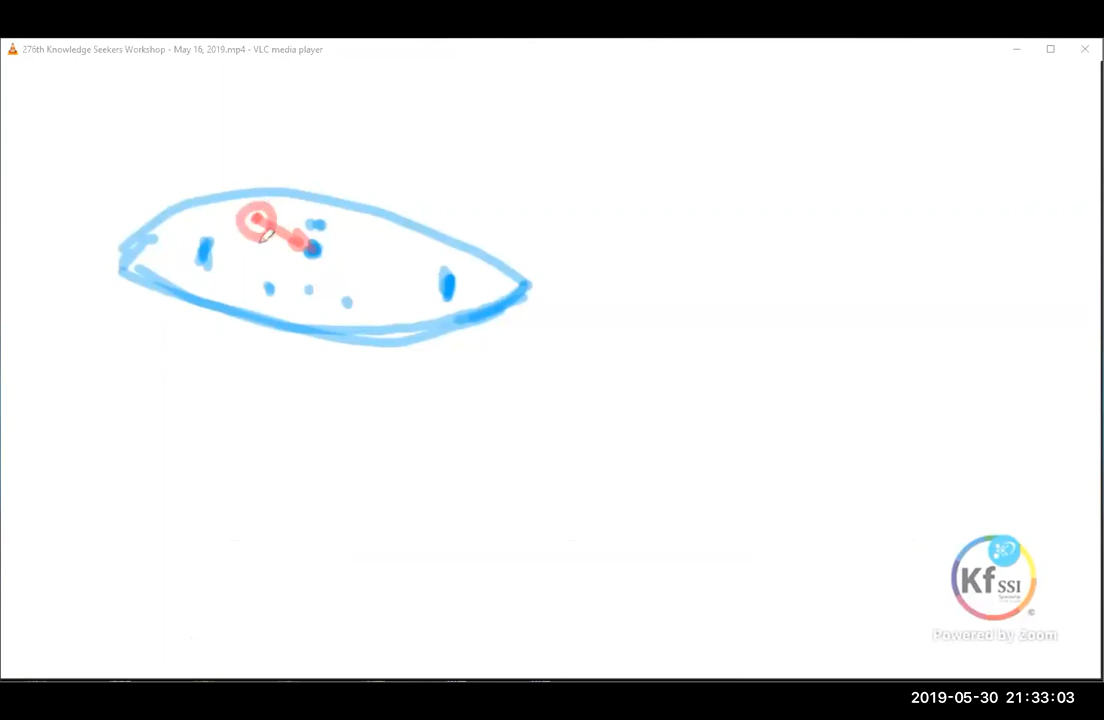 276th Knowledge Seekers Workshop - May 16, 2019.mp4 - VLC media player
Kf SSI
Powered by Zoom
2019-05-30 21:33:03